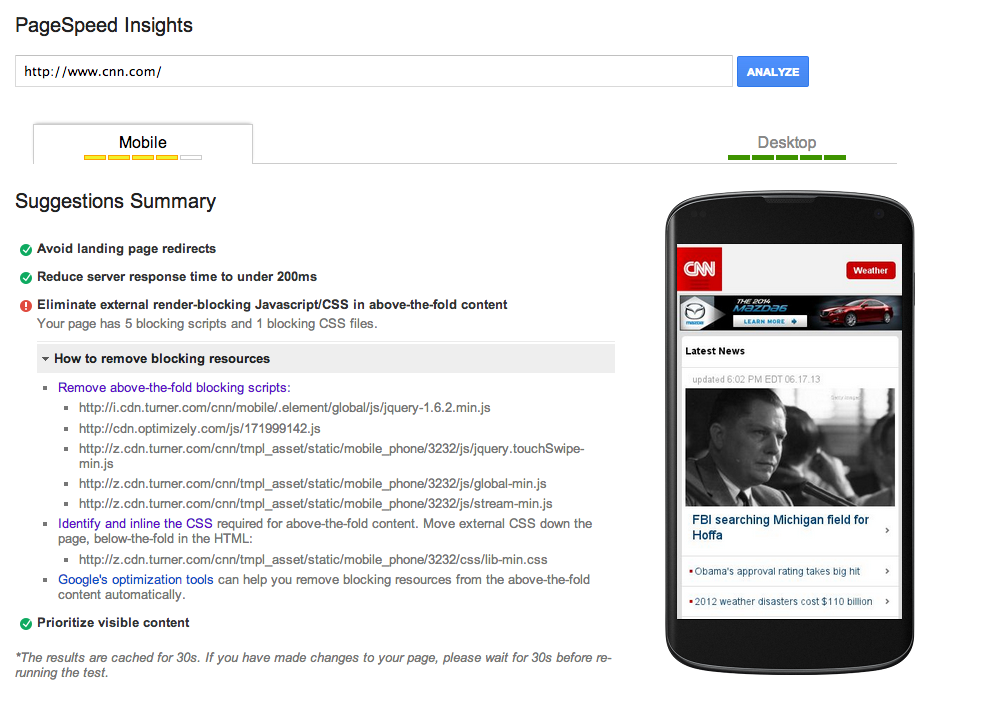 PageSpeed Insights
http://www.cnn.com/
ANALYZE
Mobile
Desktop
Suggestions Summary
Avoid landing page redirects
Reduce server response time to under 200ms
Eliminate external render-blocking Javascript/CSS in above-the-fold content
Your page has 5 blocking scripts and 1 blocking CSS files.
How to remove blocking resources
Remove above-the-fold blocking scripts:
http://i.cdn.turner.com/cnn/mobile/.element/global/js/jquery-1.6.2.min.js
http://cdn.optimizely.com/js/171999142.js
http://z.cdn.turner.com/cnn/tmpl_asset/static/mobile_phone/3232/js/jquery.touchSwipe-
min.js
http://z.cdn.turner.com/cnn/tmpl_asset/static/mobile_phone/3232/js/global-min.js
http://z.cdn.turner.com/cnn/tmpl_asset/static/mobile_phone/3232/js/stream-min.js
Identify and inline the CSS required for above-the-fold content. Move external CSS down the
page, below-the-fold in the HTML:
http://z.cdn.turner.com/cnn/tmpl_asset/static/mobile_phone/3232/css/lib-min.css
Google's optimization tools can help you remove blocking resources from the above-the-fold
content automatically.
Prioritize visible content
*The results are cached for 30s. If you have made changes to your page, please wait for 30s before re-
running the test.
CNN
Weather
mazda
THE 2014
MAZDA6
LEARN MORE
Latest News
updated 6:02 PM EDT 06.17.13
Getty Images
FBI searching Michigan field for
Hoffa
Obama's approval rating takes big hit
2012 weather disasters cost $110 billion